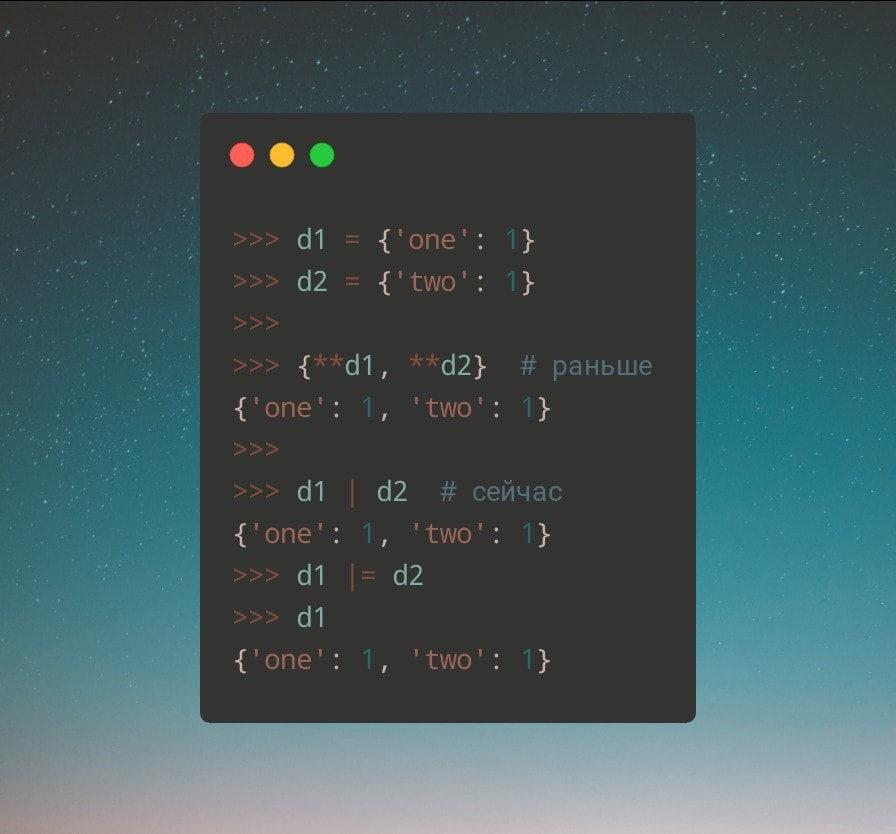 >>> d1 = {'one': 1}
>>> d2 = {'two': 1}
>>>
>>> {**d1, **d2}  # раньше
{'one': 1, 'two': 1}
>>>
>>> d1 | d2  # сейчас
{'one': 1, 'two': 1}
>>> d1 |= d2
>>> d1
{'one': 1, 'two': 1}